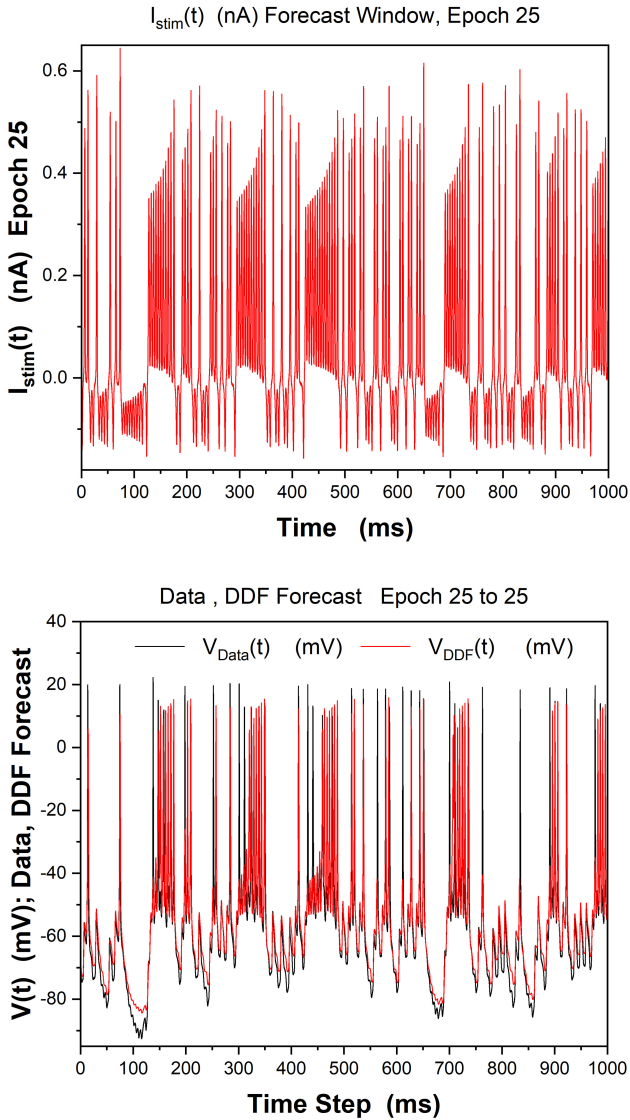 I_stim(t) (nA) Forecast Window, Epoch 25
I_stim(t) (nA) Epoch 25
0.6
0.4
0.2
0.0
0 100 200 300 400 500 600 700 800 900 1000
Time (ms)
Data , DDF Forecast Epoch 25 to 25
V(t) (mV); Data, DDF Forecast
40
V_Data(t) (mV) V_DDF(t) (mV)
20
0
-20
-40
-60
-80
0 100 200 300 400 500 600 700 800 900 1000
Time Step (ms)